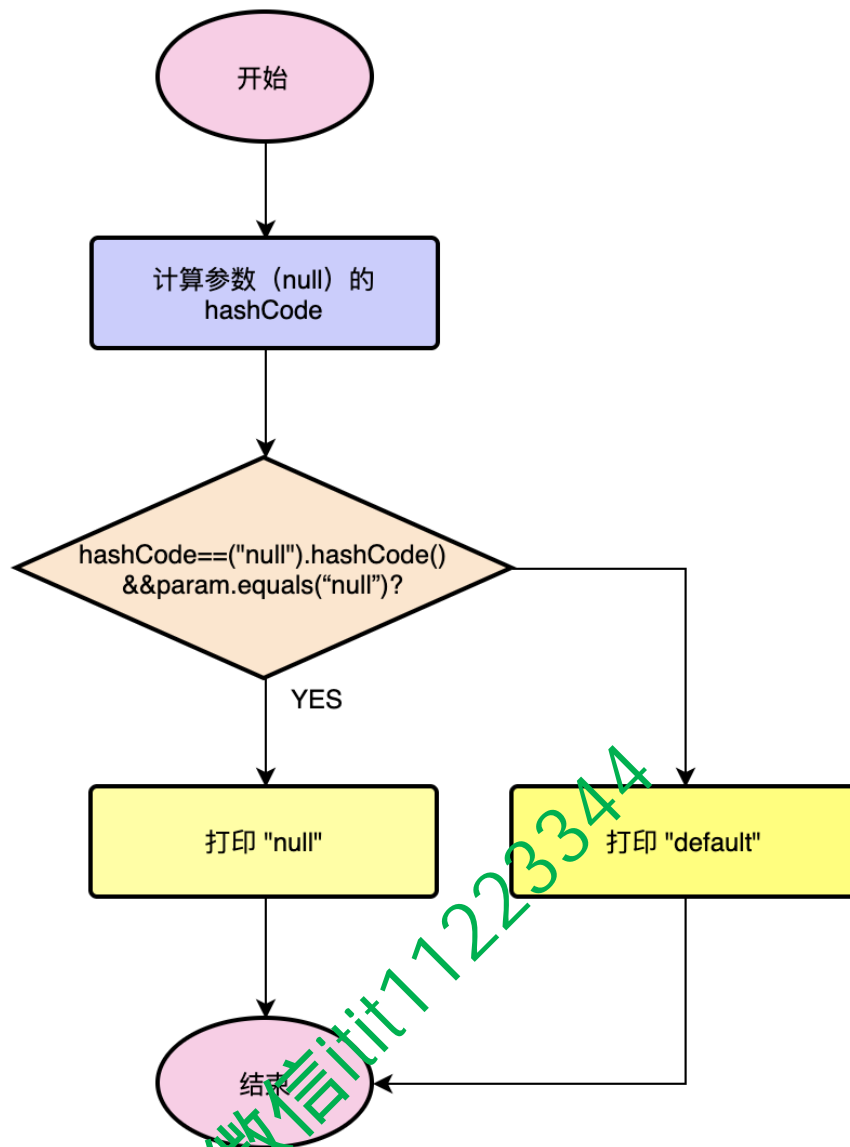 开始
计算参数（null）的
hashCode
hashCode==("null").hashCode()
&&param.equals(“null”)?
YES
打印 "null"
打印 "default"
结束
微信itit11223344